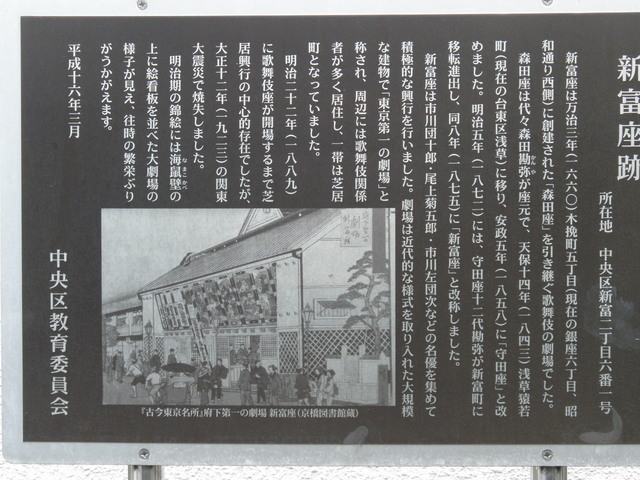 新富座跡
所在地　中央区新富二丁目六番一号
新富座は万治三年（一六六〇）木挽町五丁目（現在の銀座六丁目、昭
和通り西側）に創建された「森田座」を引き継ぐ歌舞伎の劇場でした。
森田座は代々森田勘弥が座元で、天保十四年（一八四三）浅草猿若
町（現在の台東区浅草）に移り、安政五年（一八五八）に「守田座」と改
めました。明治五年（一八七二）には、守田座十二代勘弥が新富町に
移転進出し、同八年（一八七五）に「新富座」と改称しました。
新富座は市川団十郎・尾上菊五郎・市川左団次などの名優を集めて
積極的な興行を行いました。劇場は近代的な様式を取り入れた大規模
な建物で「東京第一の劇場」と
称され、周辺には歌舞伎関係
者が多く居住し、一帯は芝居
町となっていました。
明治二十二年（一八八九）
に歌舞伎座が開場するまで芝
居興行の中心的存在でしたが、
大正十二年（一九二三）の関東
大震災で焼失しました。
明治期の錦絵には海鼠壁の
上に絵看板を並べた大劇場の
様子が見え、往時の繁栄ぶり
がうかがえます。
平成十六年三月
中央区教育委員会
『古今東京名所』府下第一の劇場 新富座（京橋図書館蔵）